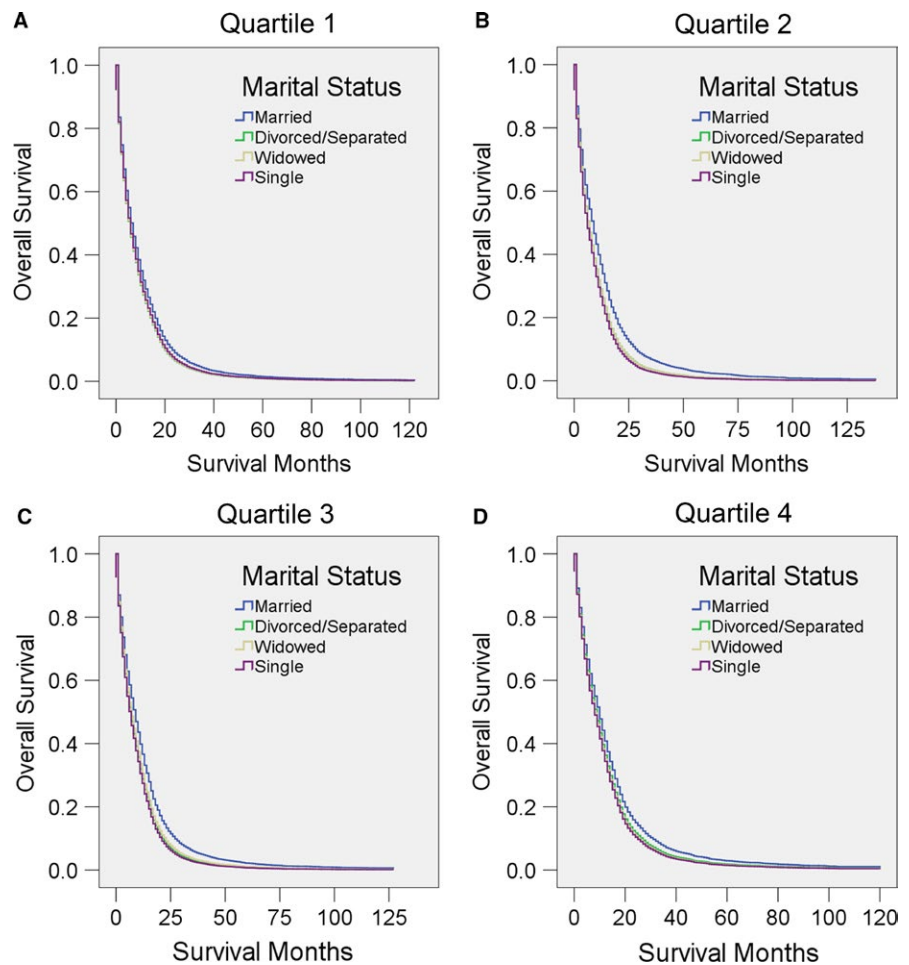 A
Quartile 1
Marital Status
Married
Divorced/Separated
Widowed
Single
Overall Survival
1.0
0.8
0.6
0.4
0.2
0.0
0 20 40 60 80 100 120
Survival Months
B
Quartile 2
Marital Status
Married
Divorced/Separated
Widowed
Single
Overall Survival
1.0
0.8
0.6
0.4
0.2
0.0
0 25 50 75 100 125
Survival Months
C
Quartile 3
Marital Status
Married
Divorced/Separated
Widowed
Single
Overall Survival
1.0
0.8
0.6
0.4
0.2
0.0
0 25 50 75 100 125
Survival Months
D
Quartile 4
Marital Status
Married
Divorced/Separated
Widowed
Single
Overall Survival
1.0
0.8
0.6
0.4
0.2
0.0
0 20 40 60 80 100 120
Survival Months